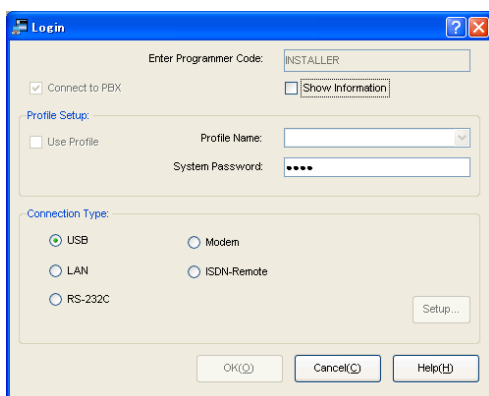 Login
Enter Programmer Code: INSTALLER
Connect to PBX Show Information
Profile Setup:
Use Profile Profile Name:
System Password: ••••
Connection Type:
USB Modem
LAN ISDN-Remote
RS-232C
Setup...
OK(O) Cancel(C) Help(H)